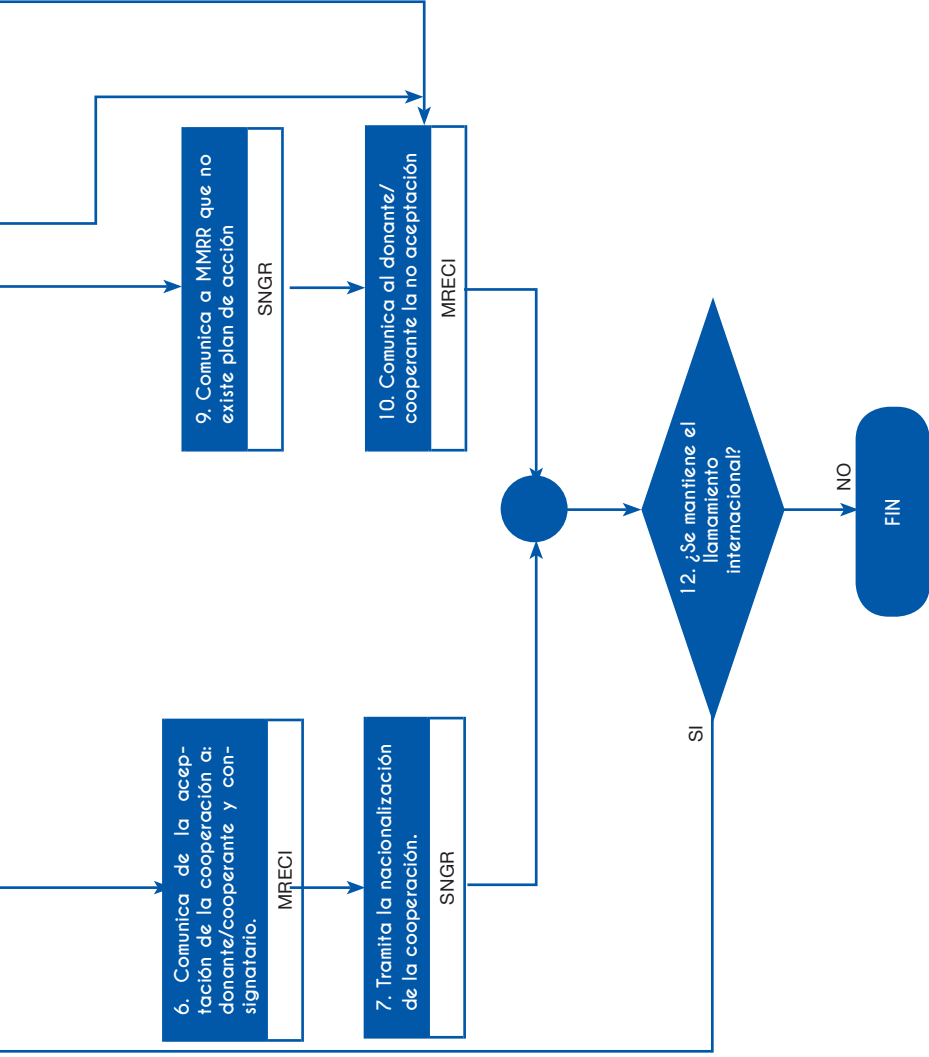 6. Comunica de la acep-
tación de la cooperación a:
donante/cooperante y con-
signatario.
MRECI
7. Tramita la nacionalización
de la cooperación.
SNGR
9. Comunica a MMRR que no
existe plan de acción
SNGR
10. Comunica al donante/
cooperante la no aceptación
MRECI
12. ¿Se mantiene el
llamamiento
internacional?
SI
NO
FIN